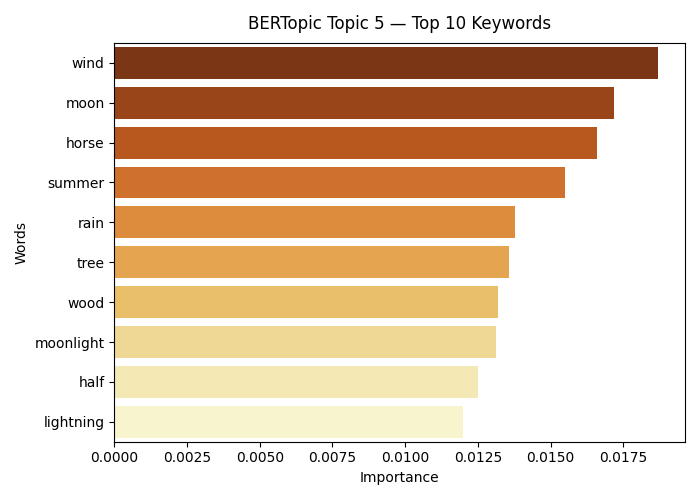 BERTopic Topic 5 — Top 10 Keywords
wind
moon
horse
summer
rain
tree
wood
moonlight
half
lightning
Words
0.0000 0.0025 0.0050 0.0075 0.0100 0.0125 0.0150 0.0175
Importance